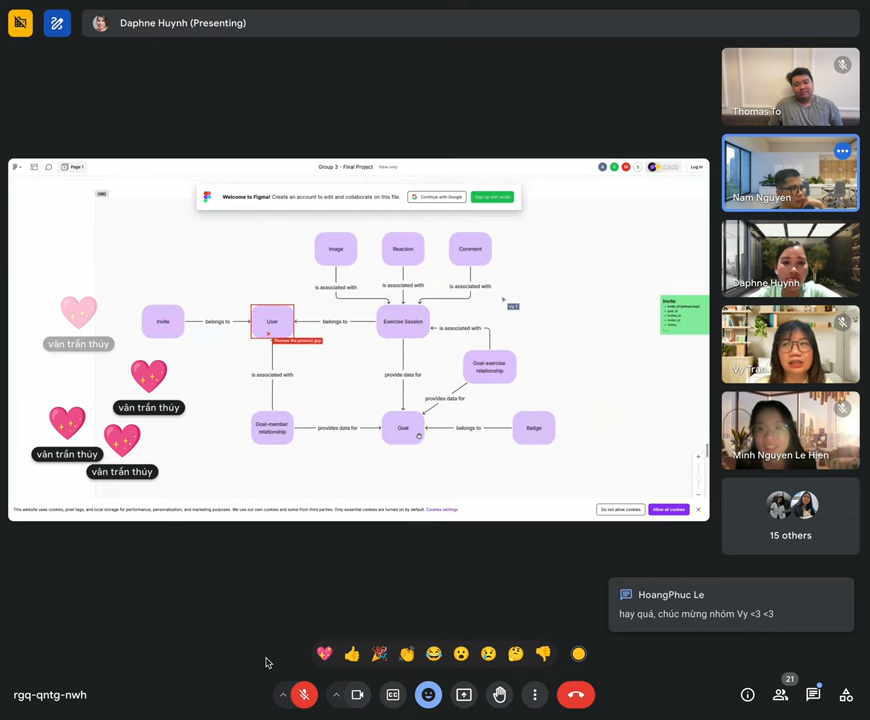 Daphne Huynh (Presenting)
Page 1
Group 3 - Final Project
View only
3
Log in
ORD
Welcome to Figma! Create an account to edit and collaborate on this file.
Continue with Google
Sign up with email
Image
Reaction
Comment
is associated with
is associated with
is associated with
Vy T
Invite
belongs to
User
belongs to
Exercise Session
is associated with
Thomas the product guy
Invite
Goal-exercise
relationship
is associated with
provide data for
provides data for
Goal-member
relationship
provides data for
Goal
belongs to
Badge
This website uses cookies, pixel tags, and local storage for performance, personalization, and marketing purposes. We use our own cookies and some from third parties. Only essential cookies are turned on by default. Cookies settings
Do not allow cookies
Allow all cookies
vân trần thúy
vân trần thúy
vân trần thúy
vân trần thúy
Thomas To
Nam Nguyen
Daphne Huynh
Vy Tran
Minh Nguyen Le Hien
15 others
HoangPhuc Le
hay quá, chúc mừng nhóm Vy <3 <3
rgq-qntg-nwh
21